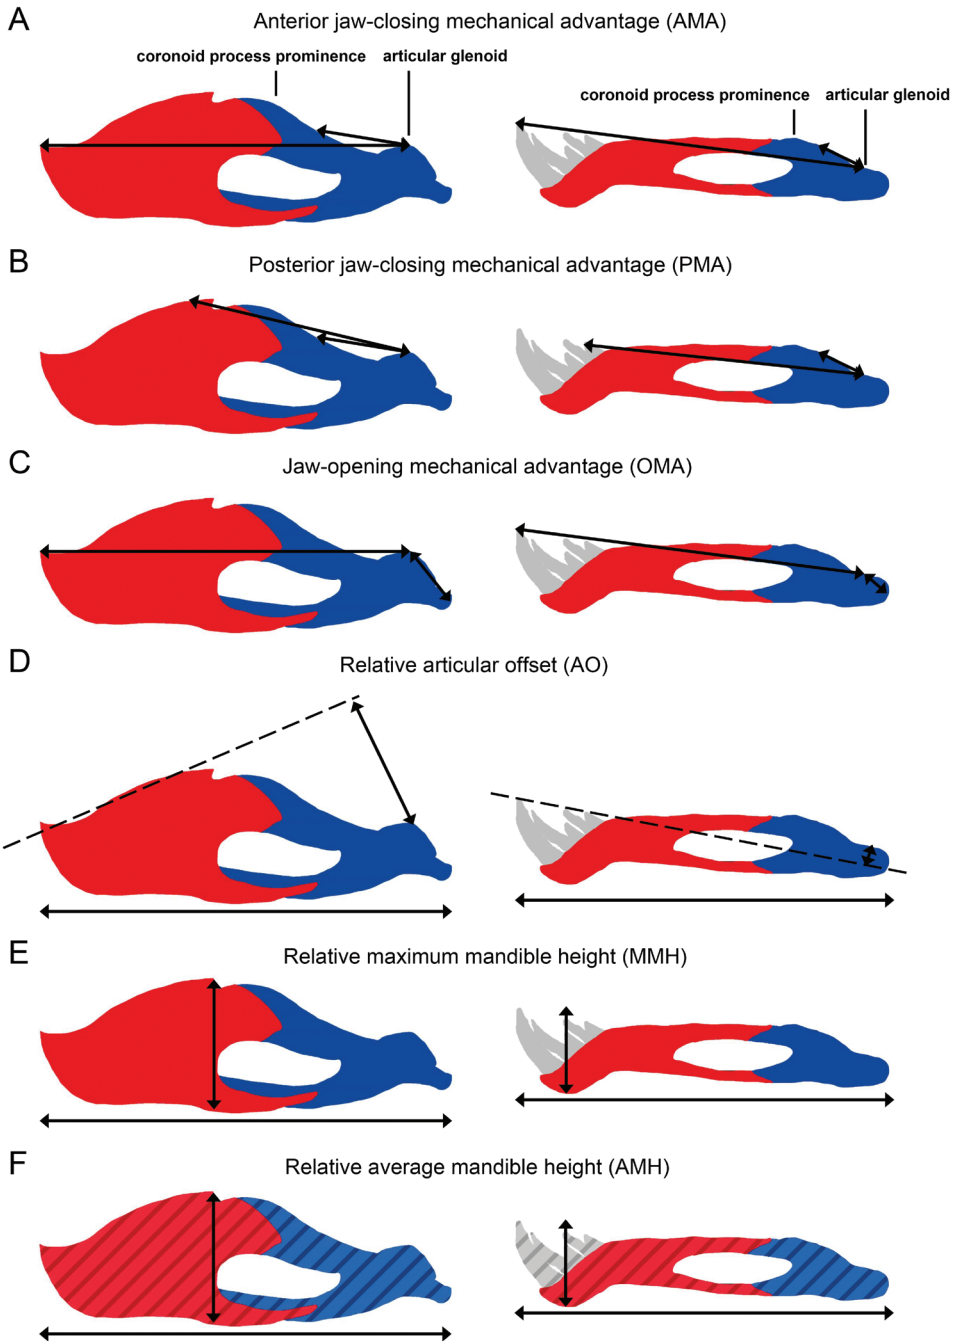 A
Anterior jaw-closing mechanical advantage (AMA)
coronoid process prominence articular glenoid
coronoid process prominence articular glenoid
B
Posterior jaw-closing mechanical advantage (PMA)
C
Jaw-opening mechanical advantage (OMA)
D
Relative articular offset (AO)
E
Relative maximum mandible height (MMH)
F
Relative average mandible height (AMH)